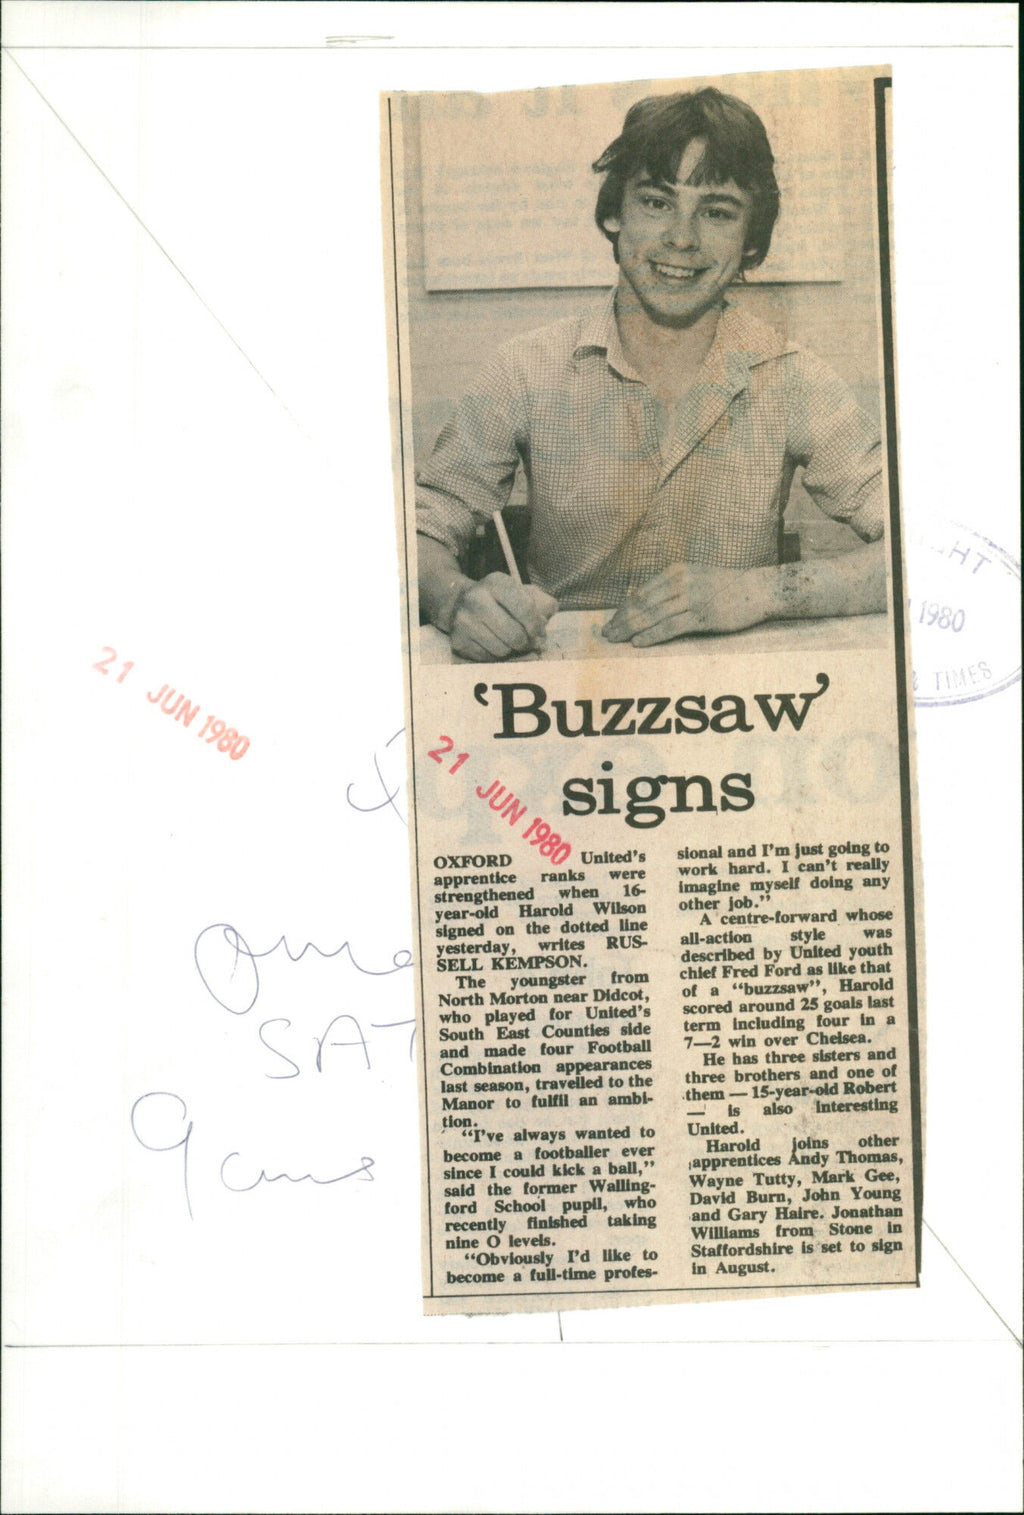 21 JUN 1980
HT
1980
& TIMES
'Buzzsaw'
signs
21 JUN 1980
OXFORD United's
apprentice ranks were
strengthened when 16-
year-old Harold Wilson
signed on the dotted line
yesterday, writes RUS-
SELL KEMPSON.
The youngster from
North Morton near Didcot,
who played for United's
South East Counties side
and made four Football
Combination appearances
last season, travelled to the
Manor to fulfil an ambi-
tion.
"I've always wanted to
become a footballer ever
since I could kick a ball,"
said the former Walling-
ford School pupil, who
recently finished taking
nine O levels.
"Obviously I'd like to
become a full-time profes-
sional and I'm just going to
work hard. I can't really
imagine myself doing any
other job."
A centre-forward whose
all-action style was
described by United youth
chief Fred Ford as like that
of a "buzzsaw", Harold
scored around 25 goals last
term including four in a
7—2 win over Chelsea.
He has three sisters and
three brothers and one of
them — 15-year-old Robert
— is also interesting
United.
Harold joins other
apprentices Andy Thomas,
Wayne Tutty, Mark Gee,
David Burn, John Young
and Gary Haire. Jonathan
Williams from Stone in
Staffordshire is set to sign
in August.
SAT